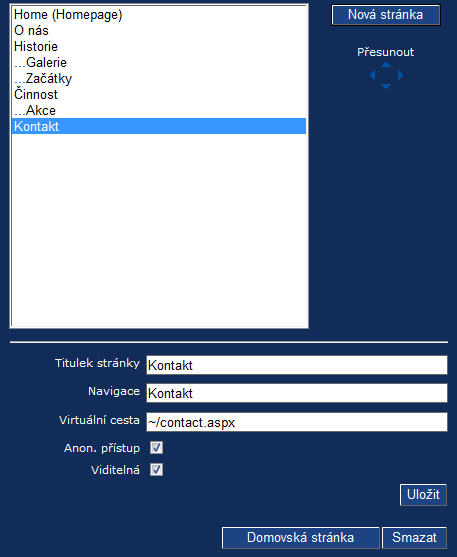 Home (Homepage)
O nás
Historie
...Galerie
...Začátky
Činnost
...Akce
Kontakt
Nová stránka
Přesunout
Titulek stránky Kontakt
Navigace Kontakt
Virtuální cesta ~/contact.aspx
Anon. přístup
Viditelná
Uložit
Domovská stránka Smazat